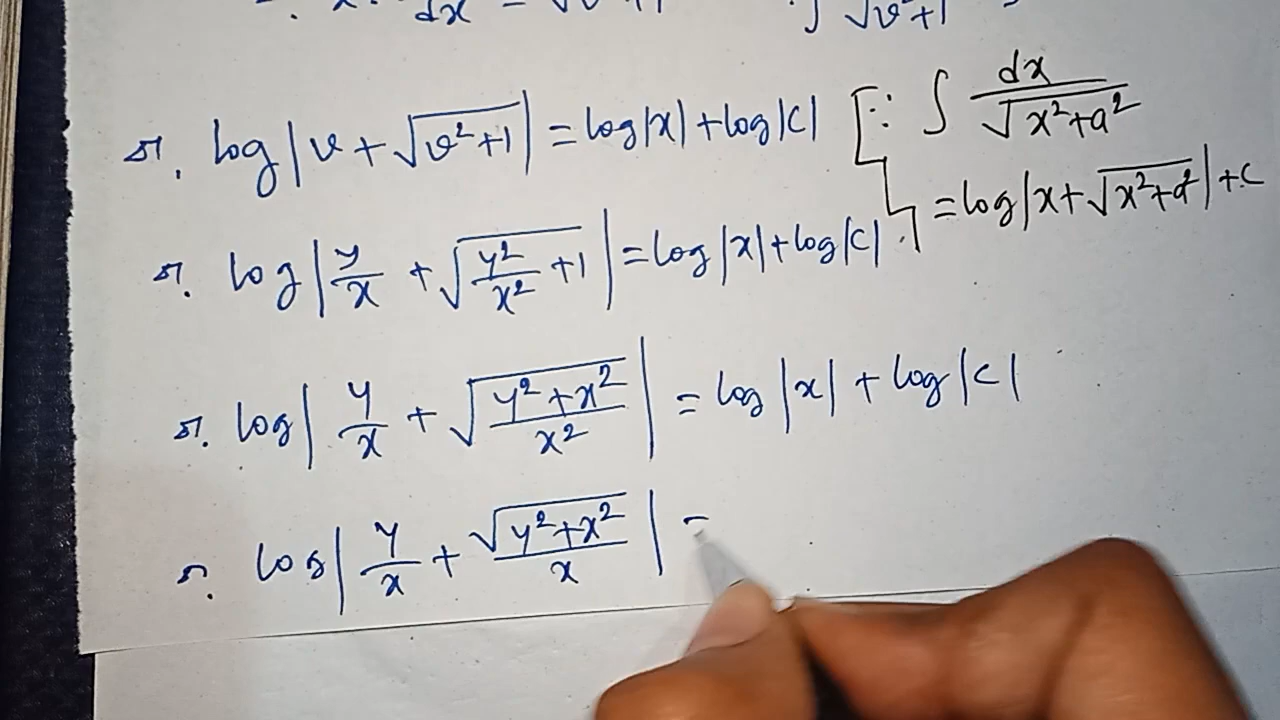 dx
log|v + √(v²+1)| = log|x| + log|c| [∵ ∫ dx/√(x²+a²)
= log|x + √(x²+a²)| + c]
বা, log|y/x + √(y²/x² + 1)| = log|x| + log|c|
বা, log|y/x + √((y²+x²)/x²)| = log|x| + log|c|
বা, log|y/x + √(y²+x²)/x| =